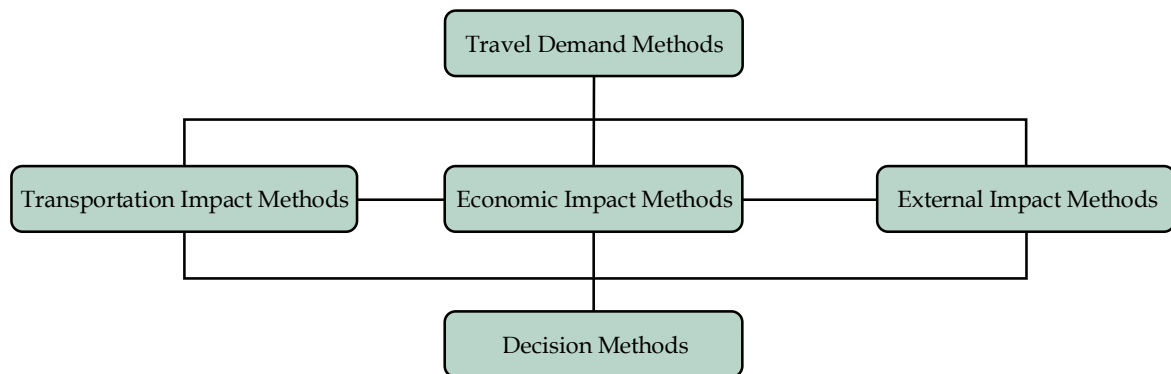 Travel Demand Methods
Transportation Impact Methods
Economic Impact Methods
External Impact Methods
Decision Methods